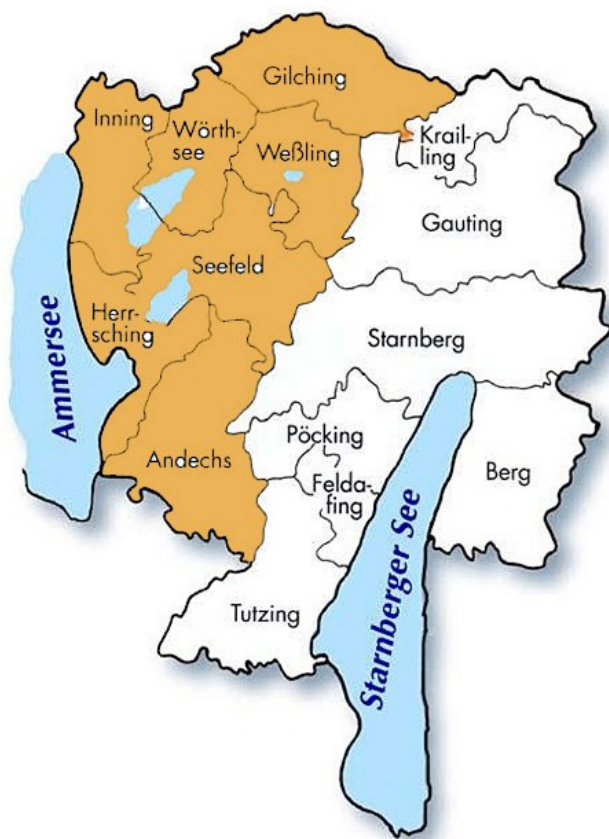 Gilching
Inning
Wörth-
see
Weßling
Krail-
ling
Gauting
Seefeld
Herr-
sching
Starnberg
Ammersee
Pöcking
Andechs
Felda-
fing
Berg
Tutzing
Starnberger See